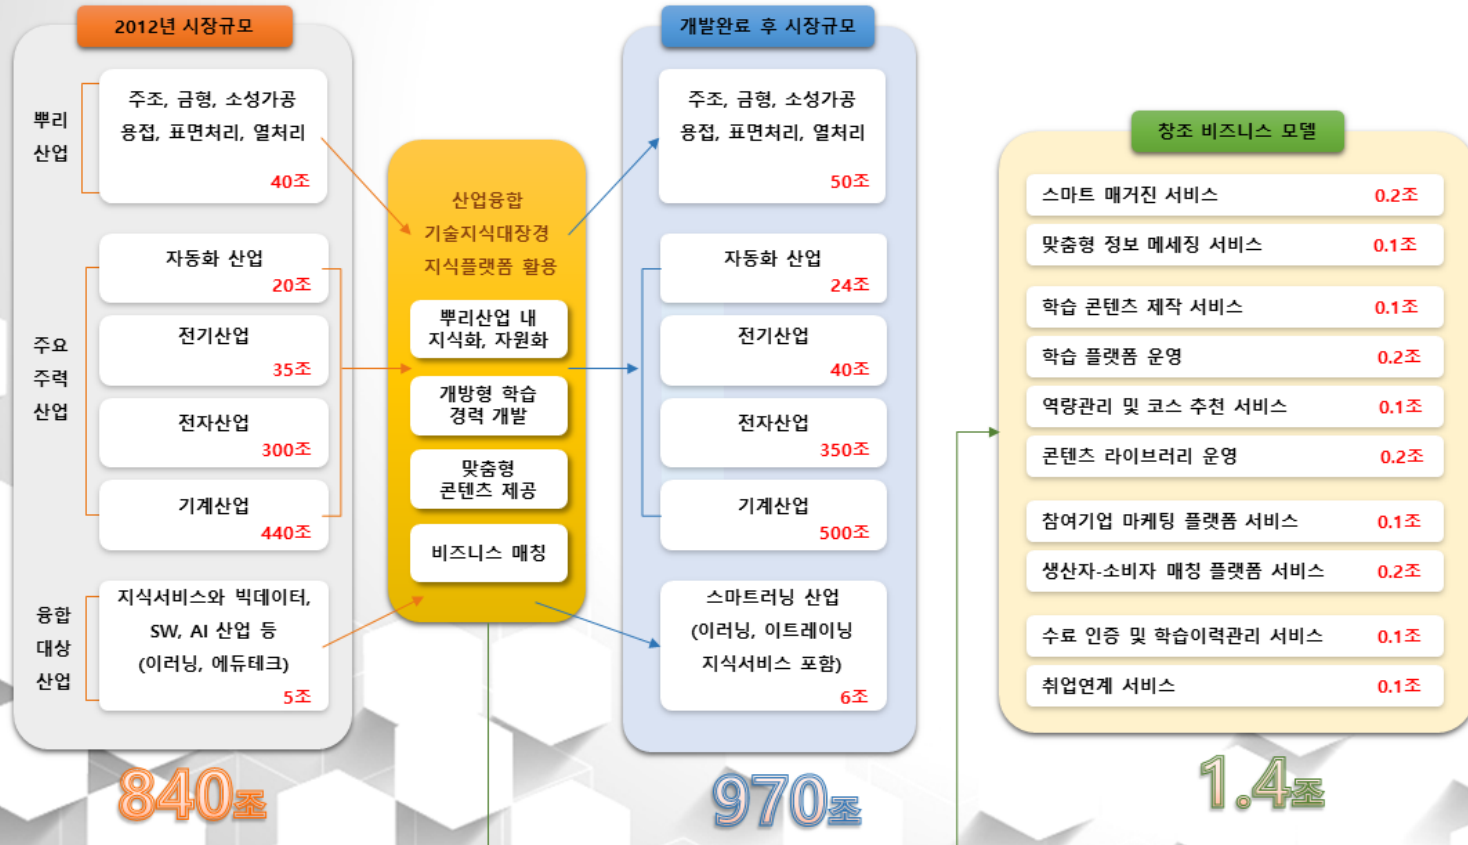 2012년 시장규모
뿌리
산업
주조, 금형, 소성가공
용접, 표면처리, 열처리
40조
주요
주력
산업
자동화 산업
20조
전기산업
35조
전자산업
300조
기계산업
440조
융합
대상
산업
지식서비스와 빅데이터,
SW, AI 산업 등
(이러닝, 에듀테크)
5조
840조
산업융합
기술지식대장경
지식플랫폼 활용
뿌리산업 내
지식화, 자원화
개방형 학습
경력 개발
맞춤형
콘텐츠 제공
비즈니스 매칭
개발완료 후 시장규모
주조, 금형, 소성가공
용접, 표면처리, 열처리
50조
자동화 산업
24조
전기산업
40조
전자산업
350조
기계산업
500조
스마트러닝 산업
(이러닝, 이트레이닝
지식서비스 포함)
6조
970조
창조 비즈니스 모델
스마트 매거진 서비스 0.2조
맞춤형 정보 메세징 서비스 0.1조
학습 콘텐츠 제작 서비스 0.1조
학습 플랫폼 운영 0.2조
역량관리 및 코스 추천 서비스 0.1조
콘텐츠 라이브러리 운영 0.2조
참여기업 마케팅 플랫폼 서비스 0.1조
생산자-소비자 매칭 플랫폼 서비스 0.2조
수료 인증 및 학습이력관리 서비스 0.1조
취업연계 서비스 0.1조
1.4조